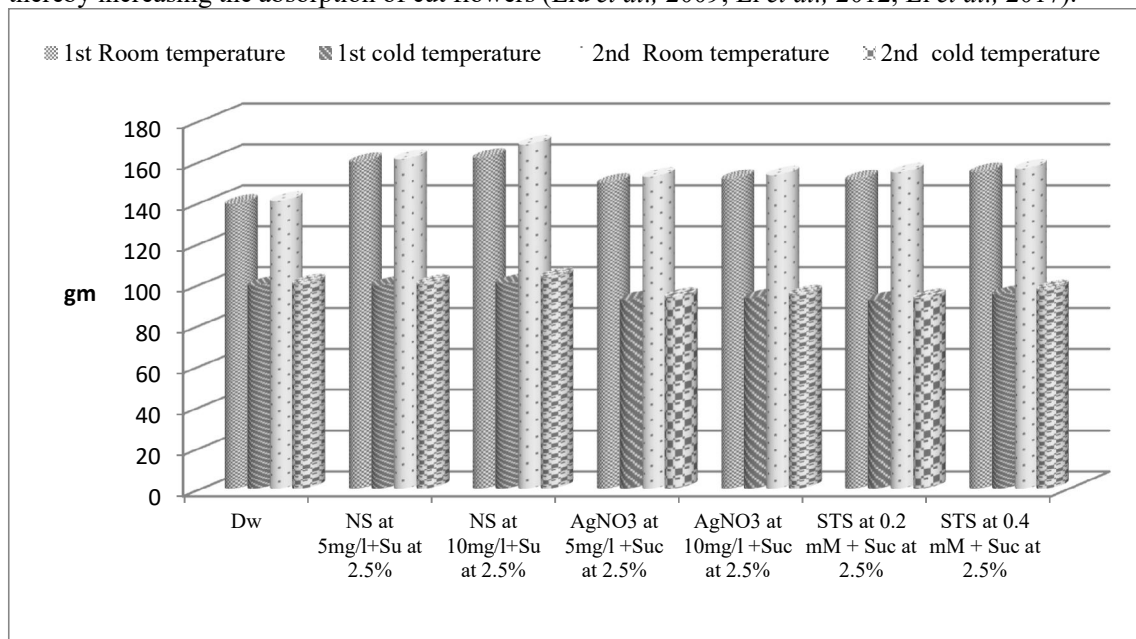 thereby increasing the absorption of cut flowers (Liu et al., 2009; Li et al., 2012; Li et al., 2017).
1st Room temperature 1st cold temperature 2nd Room temperature 2nd cold temperature
180
160
140
120
100
80
60
40
20
0
gm
Dw
NS at
5mg/l+Su at
2.5%
NS at
10mg/l+Su
at 2.5%
AgNO3 at
5mg/l +Suc
at 2.5%
AgNO3 at
10mg/l +Suc
at 2.5%
STS at 0.2
mM + Suc at
2.5%
STS at 0.4
mM + Suc at
2.5%